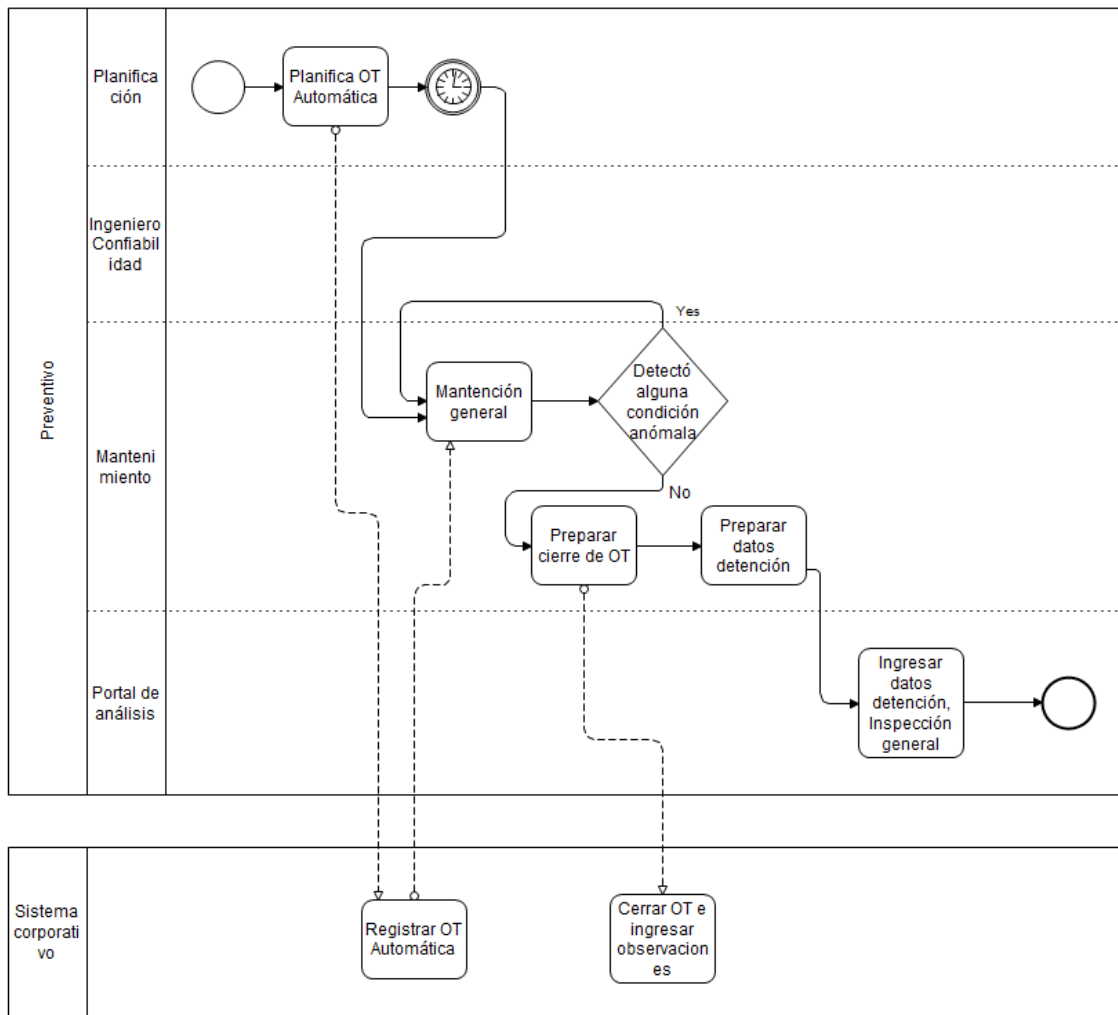 Preventivo
Planifica
ción
Planifica OT
Automática
Ingeniero
Confiabil
idad
Manteni
miento
Yes
Mantención
general
Detectó
alguna
condición
anómala
No
Preparar
cierre de OT
Preparar
datos
detención
Portal de
análisis
Ingresar
datos
detención,
Inspección
general
Sistema
corporati
vo
Registrar OT
Automática
Cerrar OT e
ingresar
observacion
es